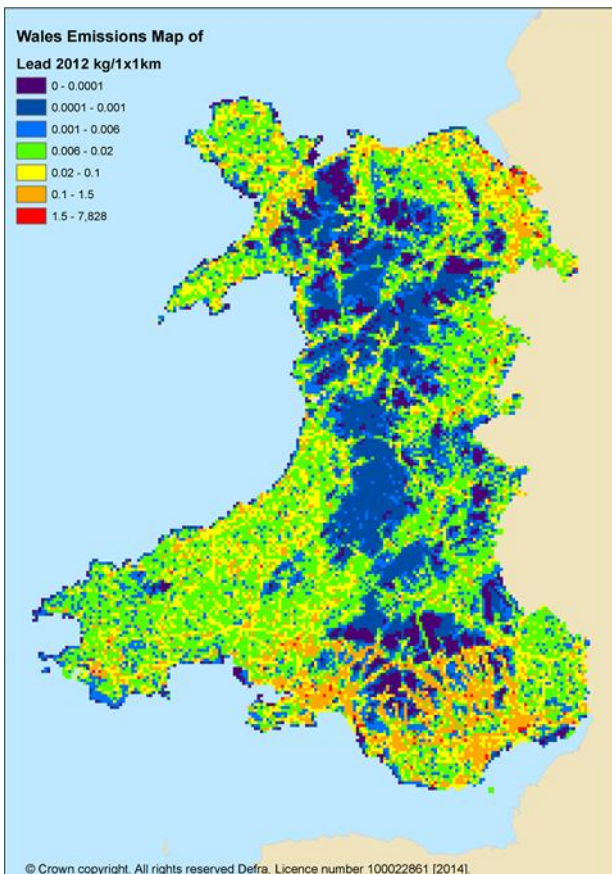 Wales Emissions Map of
Lead 2012 kg/1x1km
0 - 0.0001
0.0001 - 0.001
0.001 - 0.006
0.006 - 0.02
0.02 - 0.1
0.1 - 1.5
1.5 - 7,828
© Crown copyright. All rights reserved Defra, Licence number 100022861 [2014].